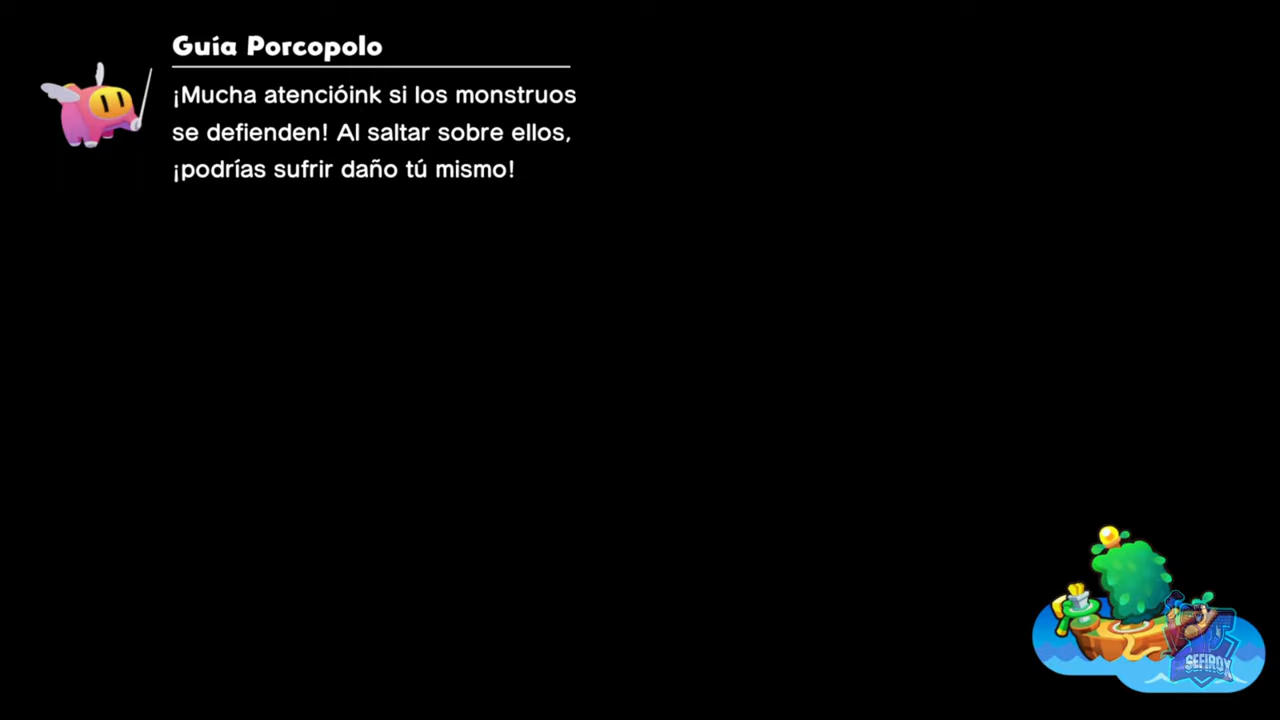 Guía Porcopolo
¡Mucha atencióink si los monstruos
se defienden! Al saltar sobre ellos,
¡podrías sufrir daño tú mismo!
SEFIROX